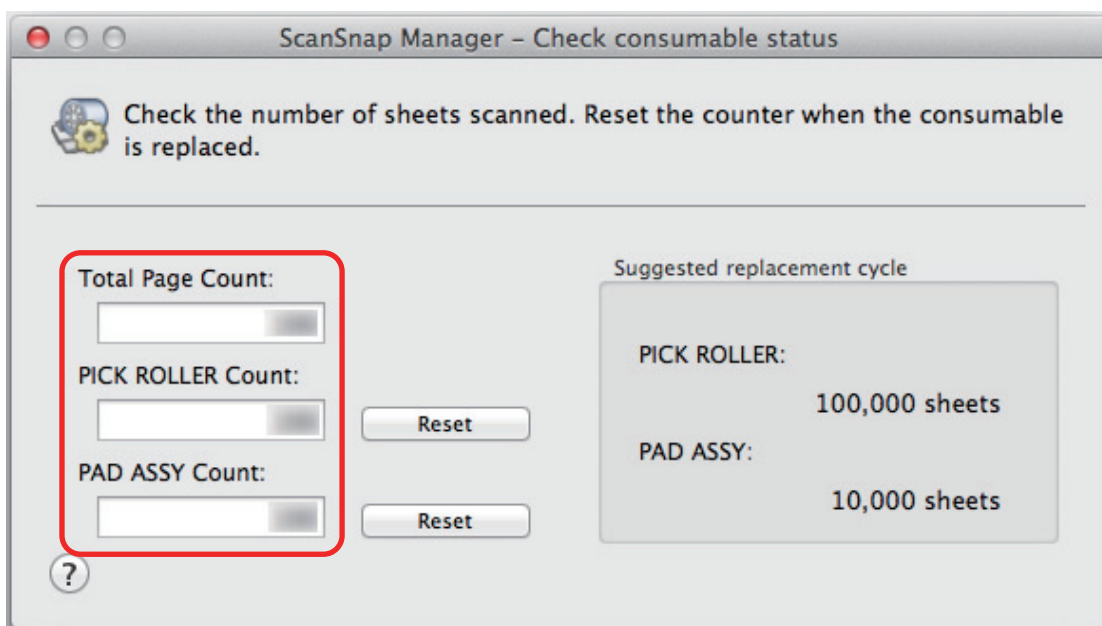 ScanSnap Manager – Check consumable status
Check the number of sheets scanned. Reset the counter when the consumable
is replaced.
Total Page Count:
PICK ROLLER Count:
Reset
PAD ASSY Count:
Reset
Suggested replacement cycle
PICK ROLLER:
100,000 sheets
PAD ASSY:
10,000 sheets
?